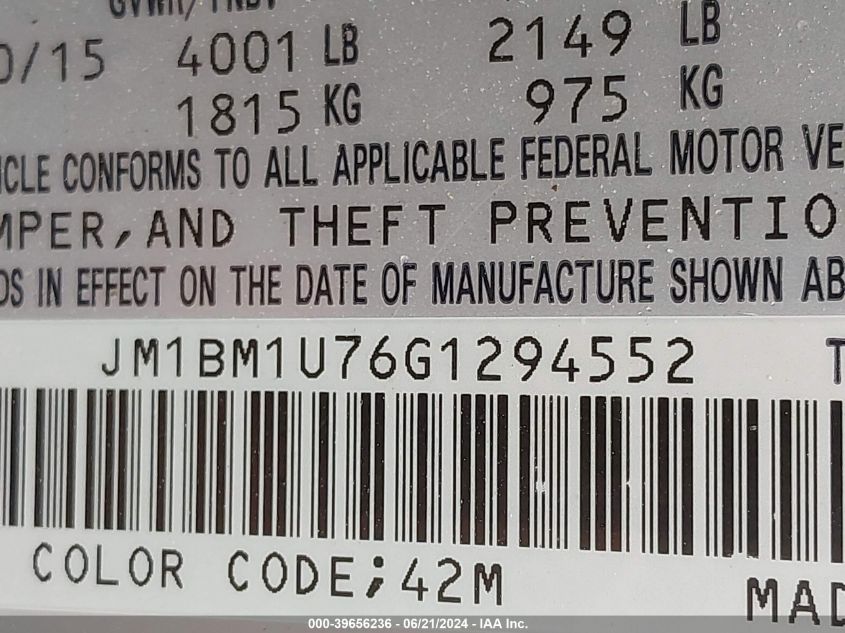 GVWR/PNBV
0/15 4001 LB 2149 LB
1815 KG 975 KG
ICLE CONFORMS TO ALL APPLICABLE FEDERAL MOTOR VE
MPER, AND THEFT PREVENTIO
DS IN EFFECT ON THE DATE OF MANUFACTURE SHOWN AB
JM1BM1U76G1294552 T
COLOR CODE;42M MAD
000-39656236 - 06/21/2024 - IAA Inc.